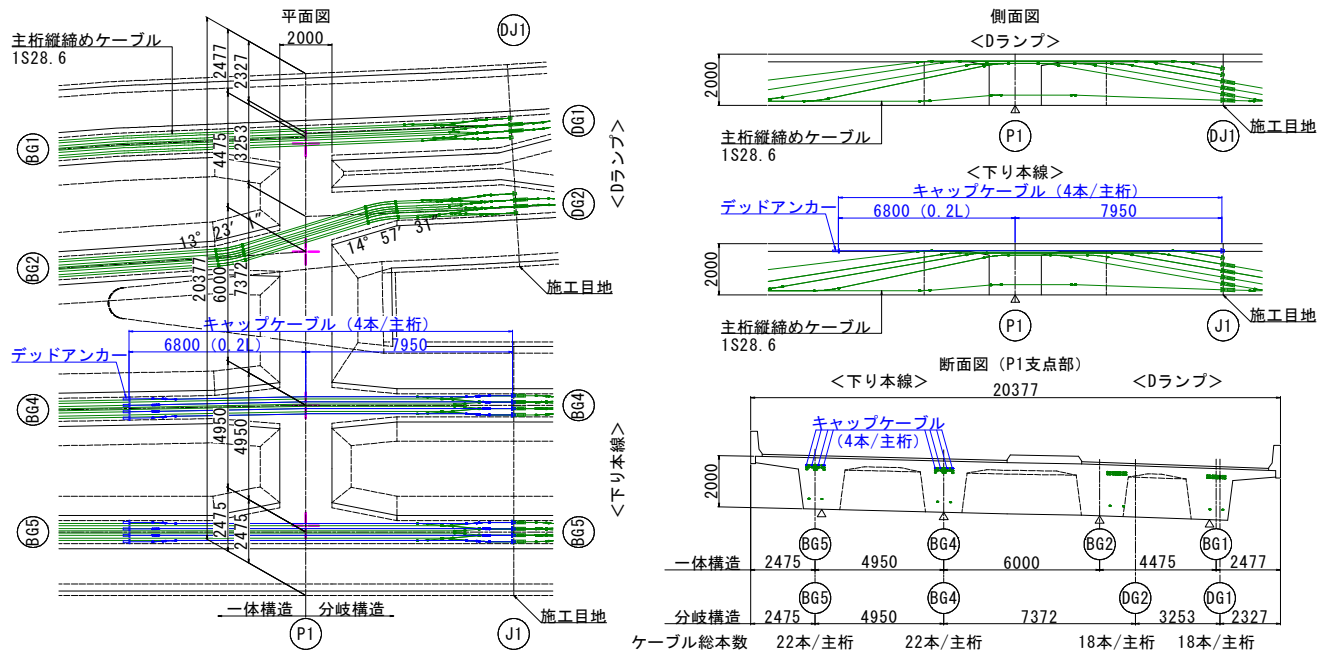 平面図
主桁縦締めケーブル
1S28.6
2000
2477
2327
DJ1
BG1
4475
3253
DG1
<Dランプ>
DG2
13° 23′ 1″
14° 57′ 31″
BG2
20377
6000
7372
施工目地
キャップケーブル (4本/主桁)
デッドアンカー
6800 (0.2L)
7950
BG4
BG4
4950
4950
<下り本線>
2475
2475
BG5
BG5
一体構造
分岐構造
施工目地
P1
J1
側面図
<Dランプ>
2000
主桁縦締めケーブル
1S28.6
P1
DJ1
施工目地
<下り本線>
キャップケーブル (4本/主桁)
デッドアンカー
6800 (0.2L)
7950
2000
主桁縦締めケーブル
1S28.6
P1
J1
施工目地
断面図 (P1支点部)
<下り本線>
<Dランプ>
20377
キャップケーブル
(4本/主桁)
2000
BG5
BG4
BG2
BG1
一体構造
2475
4950
6000
4475
2477
BG5
BG4
DG2
DG1
分岐構造
2475
4950
7372
3253
2327
ケーブル総本数
22本/主桁
22本/主桁
18本/主桁
18本/主桁